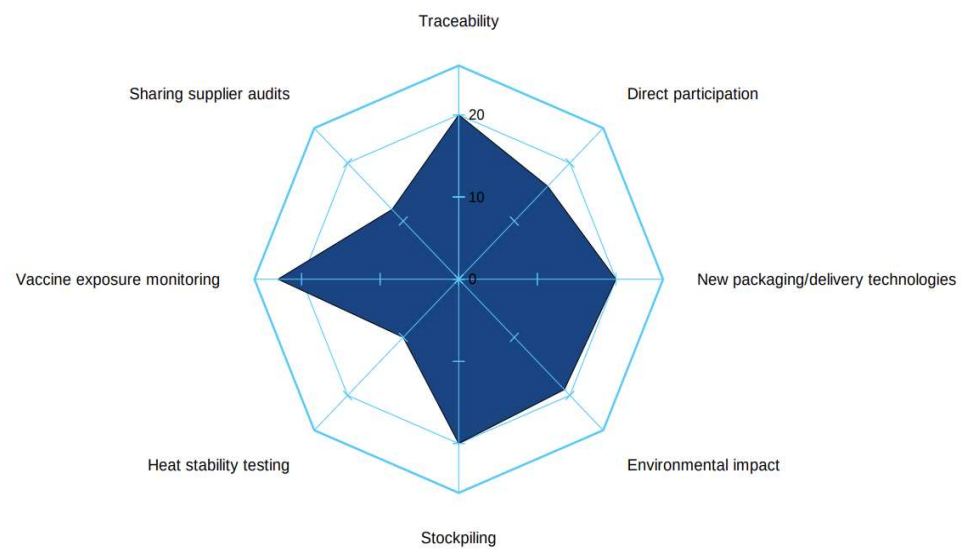 Traceability
Sharing supplier audits
Direct participation
20
10
Vaccine exposure monitoring
0
New packaging/delivery technologies
Heat stability testing
Environmental impact
Stockpiling